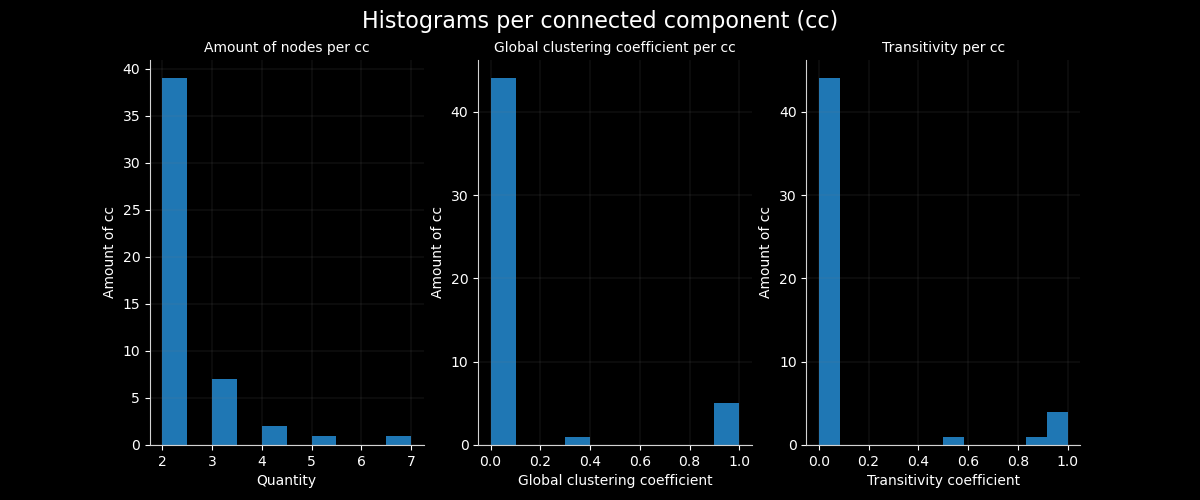 Histograms per connected component (cc)
Amount of nodes per cc
Global clustering coefficient per cc
Transitivity per cc
40
35
30
25
20
15
10
5
0
Amount of cc
2 3 4 5 6 7
Quantity
40
30
20
10
0
Amount of cc
0.0 0.2 0.4 0.6 0.8 1.0
Global clustering coefficient
40
30
20
10
0
Amount of cc
0.0 0.2 0.4 0.6 0.8 1.0
Transitivity coefficient